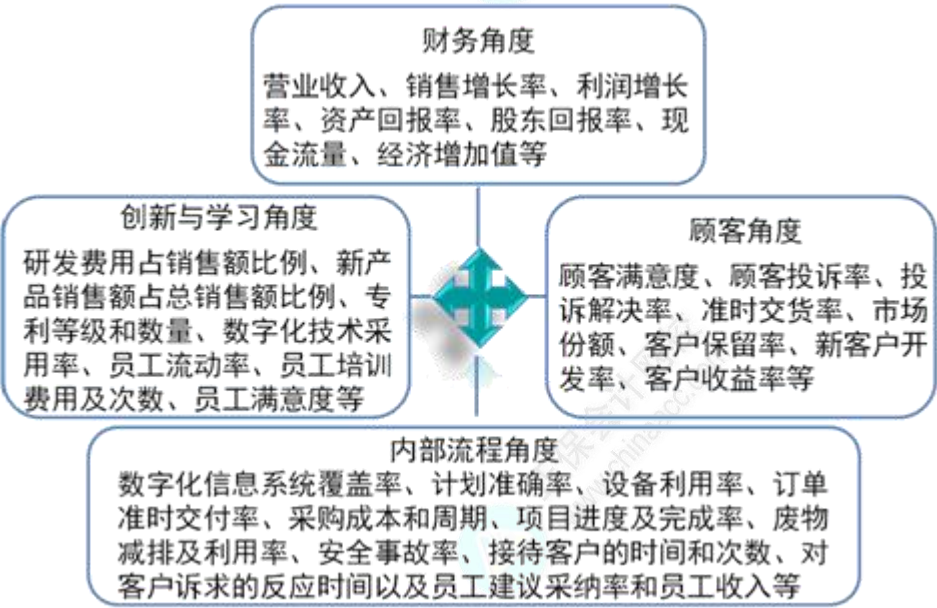 财务角度
营业收入、销售增长率、利润增长
率、资产回报率、股东回报率、现
金流量、经济增加值等
创新与学习角度
研发费用占销售额比例、新产
品销售额占总销售额比例、专
利等级和数量、数字化技术采
用率、员工流动率、员工培训
费用及次数、员工满意度等
顾客角度
顾客满意度、顾客投诉率、投
诉解决率、准时交货率、市场
份额、客户保留率、新客户开
发率、客户收益率等
内部流程角度
数字化信息系统覆盖率、计划准确率、设备利用率、订单
准时交付率、采购成本和周期、项目进度及完成率、废物
减排及利用率、安全事故率、接待客户的时间和次数、对
客户诉求的反应时间以及员工建议采纳率和员工收入等